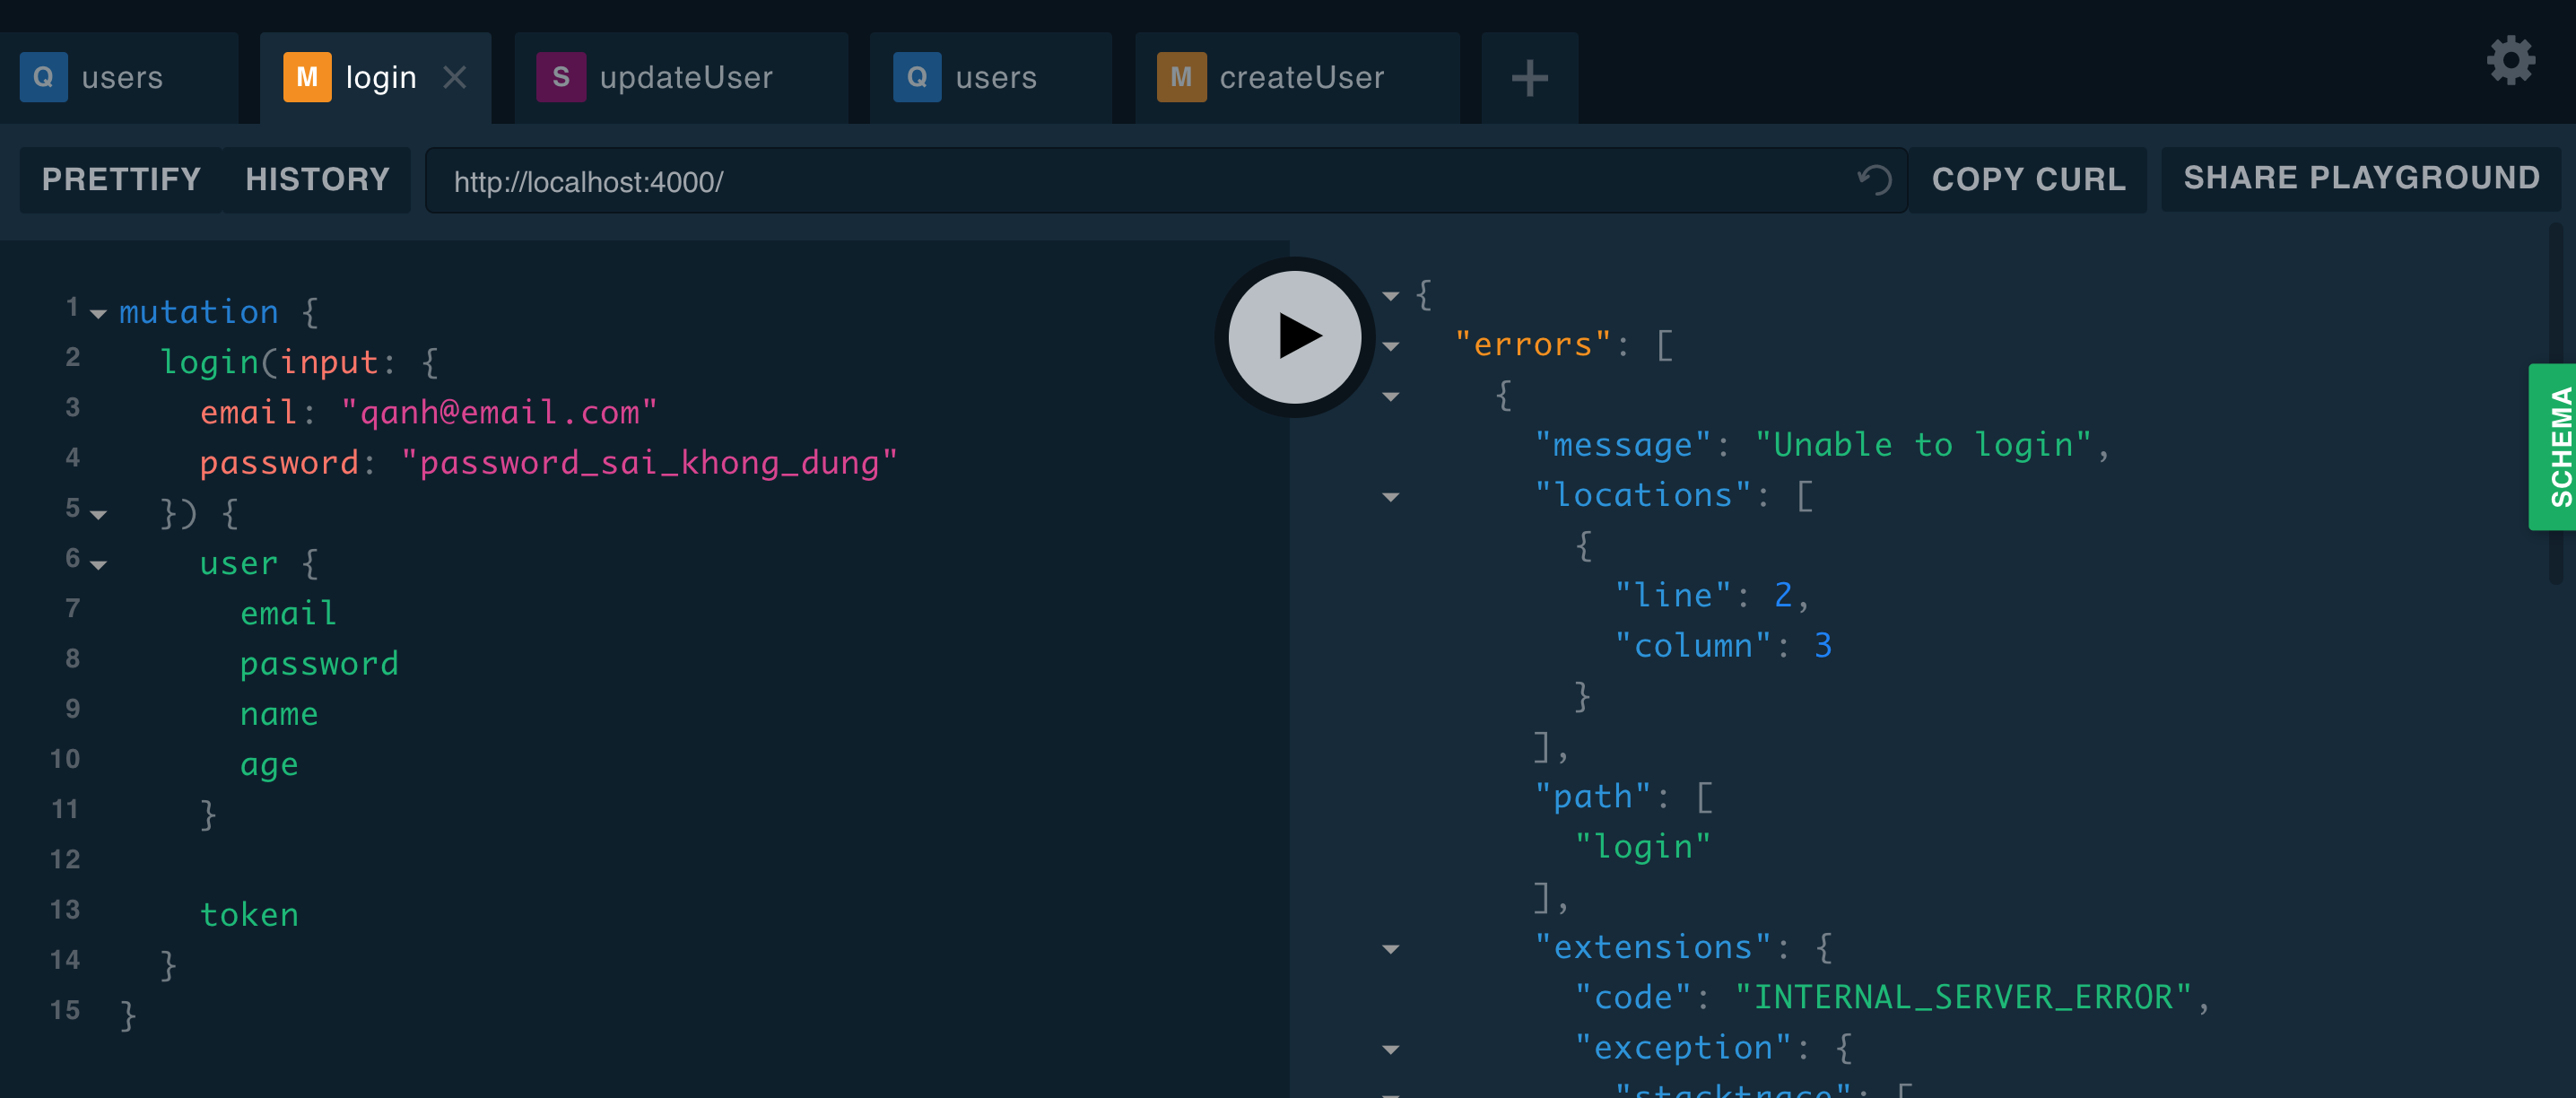 Q users M login S updateUser Q users M createUser
PRETTIFY HISTORY http://localhost:4000/ COPY CURL SHARE PLAYGROUND
1 mutation {
2 login(input: {
3 email: "qanh@email.com"
4 password: "password_sai_khong_dung"
5 }) {
6 user {
7 email
8 password
9 name
10 age
11 }
12
13 token
14 }
15 }
{
"errors": [
{
"message": "Unable to login",
"locations": [
{
"line": 2,
"column": 3
}
],
"path": [
"login"
],
"extensions": {
"code": "INTERNAL_SERVER_ERROR",
"exception": {
"stacktrace": [
SCHEMA